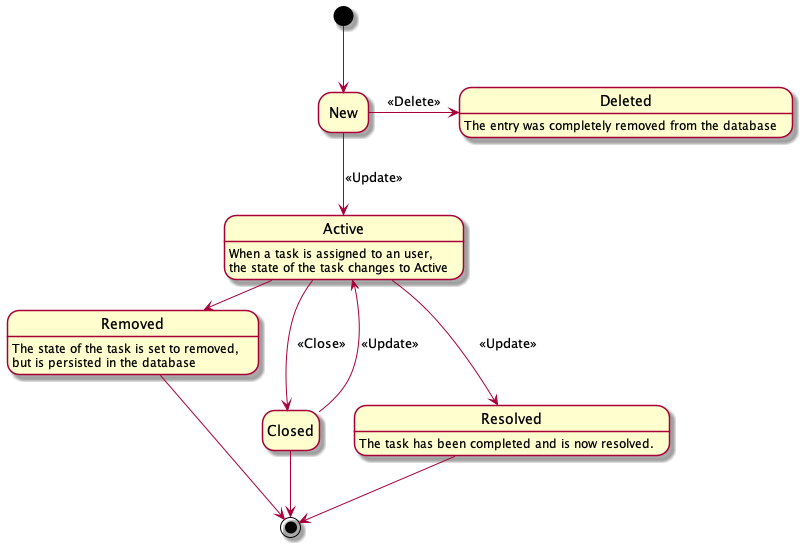 «Delete»
Deleted
New
The entry was completely removed from the database
«Update»
Active
When a task is assigned to an user,
the state of the task changes to Active
Removed
The state of the task is set to removed,
but is persisted in the database
«Close»
«Update»
«Update»
Closed
Resolved
The task has been completed and is now resolved.